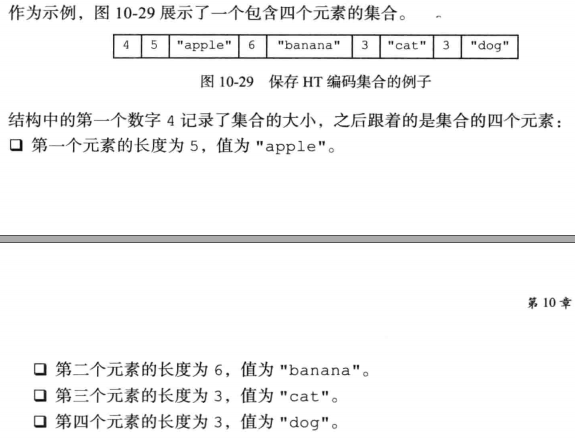 作为示例，图 10-29 展示了一个包含四个元素的集合。
4 5 "apple" 6 "banana" 3 "cat" 3 "dog"
图 10-29 保存 HT 编码集合的例子
结构中的第一个数字 4 记录了集合的大小，之后跟着的是集合的四个元素：
❏ 第一个元素的长度为 5，值为 "apple"。
第 10 章
❏ 第二个元素的长度为 6，值为 "banana"。
❏ 第三个元素的长度为 3，值为 "cat"。
❏ 第四个元素的长度为 3，值为 "dog"。